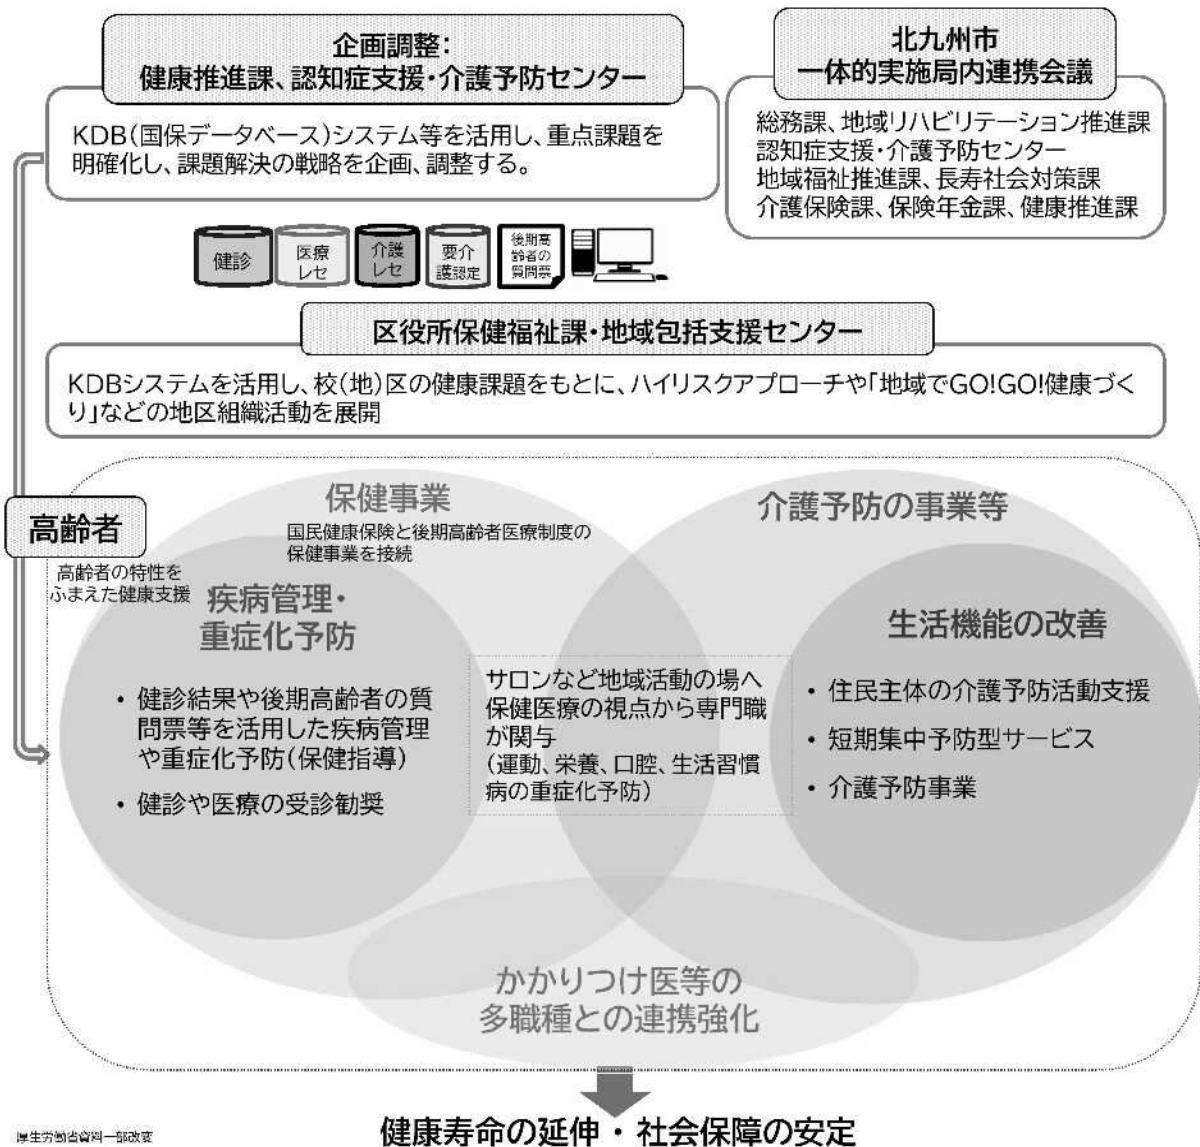 企画調整：
健康推進課、認知症支援・介護予防センター
KDB(国保データベース)システム等を活用し、重点課題を
明確化し、課題解決の戦略を企画、調整する。
北九州市
一体的実施局内連携会議
総務課、地域リハビリテーション推進課
認知症支援・介護予防センター
地域福祉推進課、長寿社会対策課
介護保険課、保険年金課、健康推進課
健診
医療
レセ
介護
レセ
要介
護認定
後期高
齢者の
質問票
区役所保健福祉課・地域包括支援センター
KDBシステムを活用し、校(地)区の健康課題をもとに、ハイリスクアプローチや「地域でGO!GO!健康づく
り」などの地区組織活動を展開
高齢者
高齢者の特性を
ふまえた健康支援
保健事業
国民健康保険と後期高齢者医療制度の
保健事業を接続
疾病管理・
重症化予防
・ 健診結果や後期高齢者の質
問票等を活用した疾病管理
や重症化予防(保健指導)
・ 健診や医療の受診勧奨
サロンなど地域活動の場へ
保健医療の視点から専門職
が関与
(運動、栄養、口腔、生活習慣
病の重症化予防)
介護予防の事業等
生活機能の改善
・ 住民主体の介護予防活動支援
・ 短期集中予防型サービス
・ 介護予防事業
かかりつけ医等の
多職種との連携強化
健康寿命の延伸・社会保障の安定
厚生労働省資料一部改変